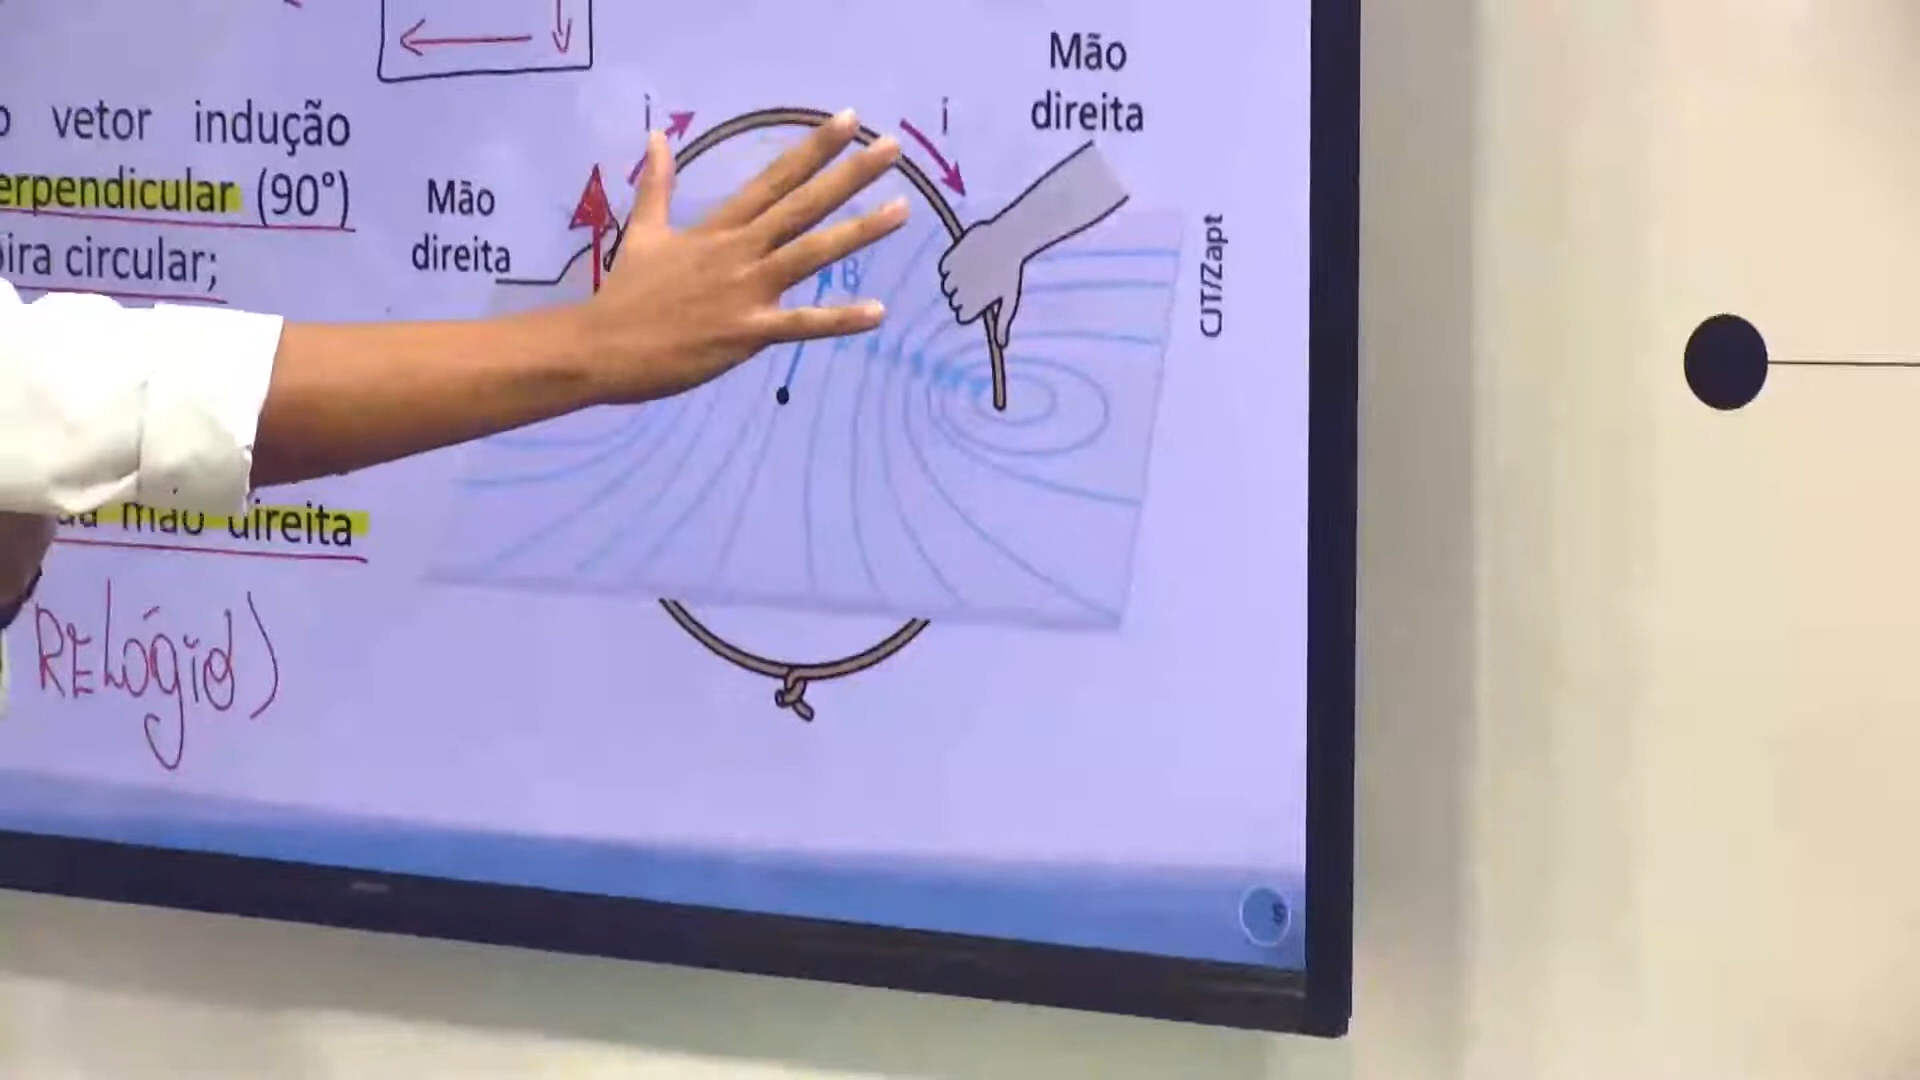 vetor indução
erpendicular (90°)
ira circular;
mão direita
RELógio)
i
i
Mão
direita
Mão
direita
B
CJT/Zapt